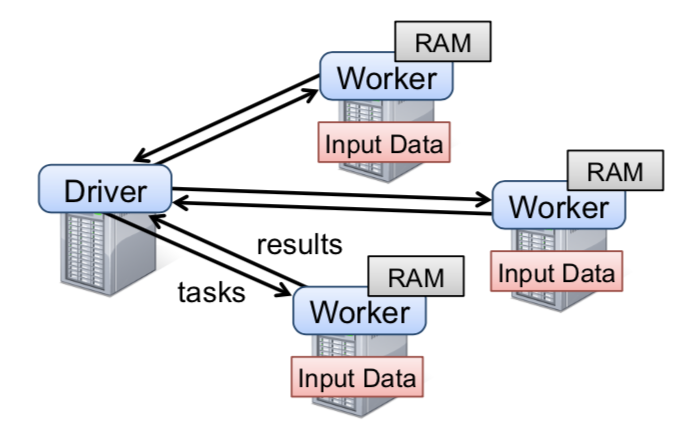 RAM
Worker
Input Data
RAM
Driver
Worker
results
Input Data
tasks
RAM
Worker
Input Data